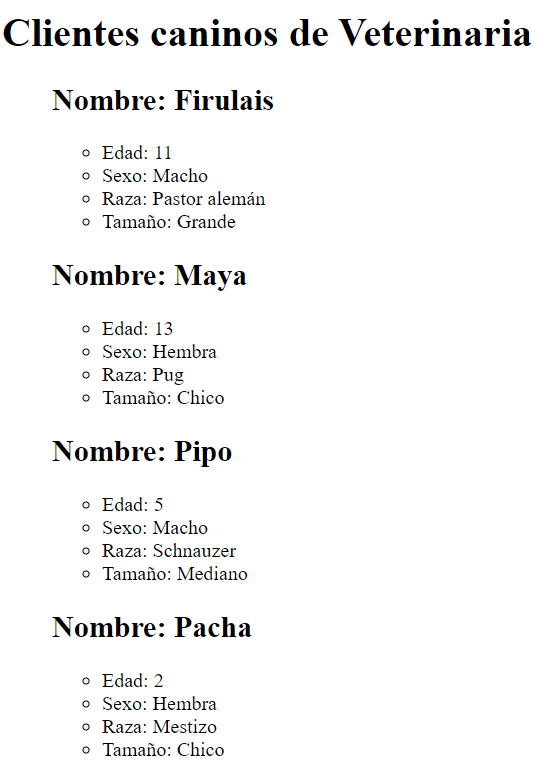 Clientes caninos de Veterinaria
Nombre: Firulais
Edad: 11
Sexo: Macho
Raza: Pastor alemán
Tamaño: Grande
Nombre: Maya
Edad: 13
Sexo: Hembra
Raza: Pug
Tamaño: Chico
Nombre: Pipo
Edad: 5
Sexo: Macho
Raza: Schnauzer
Tamaño: Mediano
Nombre: Pacha
Edad: 2
Sexo: Hembra
Raza: Mestizo
Tamaño: Chico